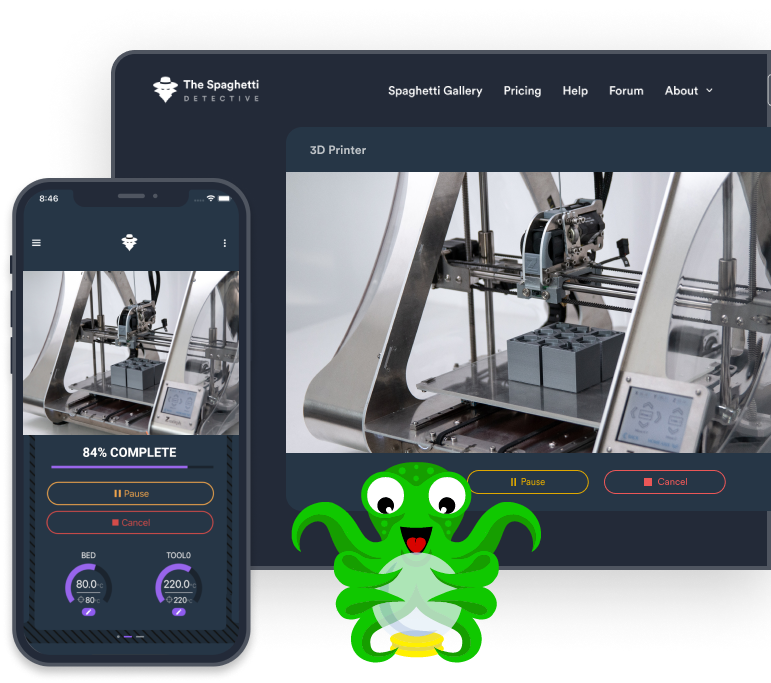 The Spaghetti
DETECTIVE
Spaghetti Gallery
Pricing
Help
Forum
About
3D Printer
Pause
Cancel
8:46
84% COMPLETE
Pause
Cancel
BED
TOOL0
80.0°C
220.0°C
80°C
220°C